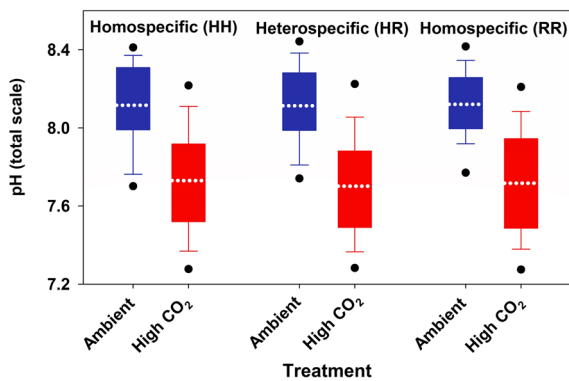 Homospecific (HH) Heterospecific (HR) Homospecific (RR)
8.4
8.0
7.6
7.2
pH (total scale)
Ambient High CO₂ Ambient High CO₂ Ambient High CO₂
Treatment